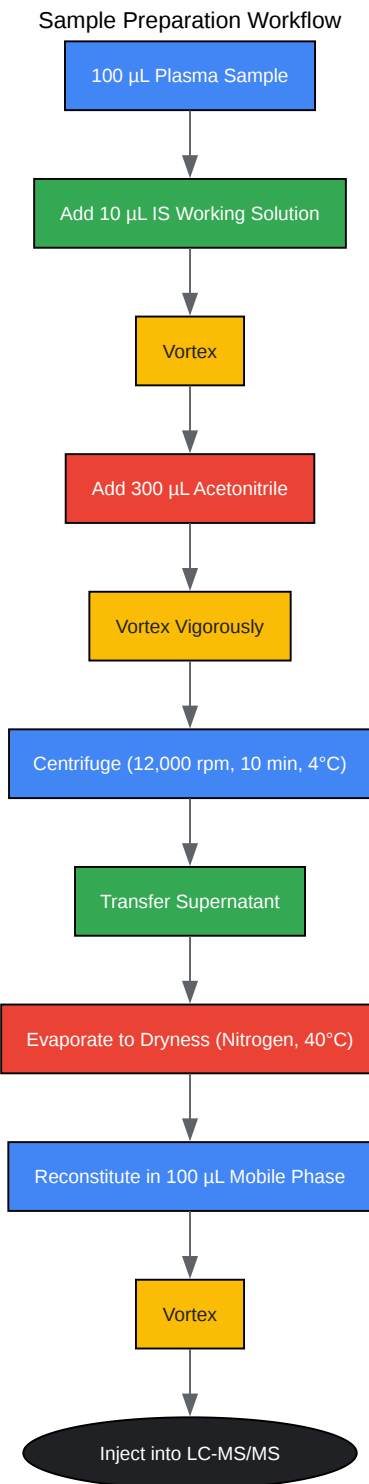 Sample Preparation Workflow
100 µL Plasma Sample
Add 10 µL IS Working Solution
Vortex
Add 300 µL Acetonitrile
Vortex Vigorously
Centrifuge (12,000 rpm, 10 min, 4°C)
Transfer Supernatant
Evaporate to Dryness (Nitrogen, 40°C)
Reconstitute in 100 µL Mobile Phase
Vortex
Inject into LC-MS/MS